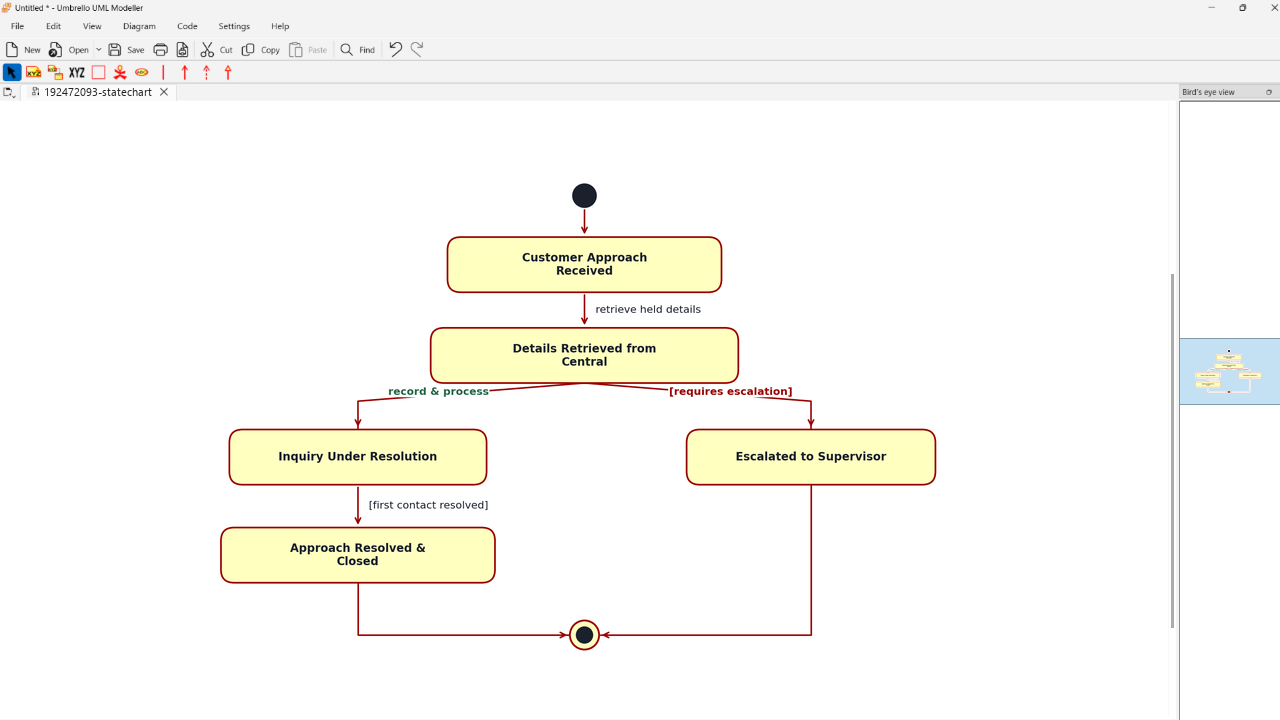 Untitled * - Umbrello UML Modeller
File Edit View Diagram Code Settings Help
New Open Save Cut Copy Paste Find
XYZ XYZ abc
192472093-statechart
Bird's eye view
Customer Approach
Received
retrieve held details
Details Retrieved from
Central
record & process
[requires escalation]
Inquiry Under Resolution
Escalated to Supervisor
[first contact resolved]
Approach Resolved &
Closed